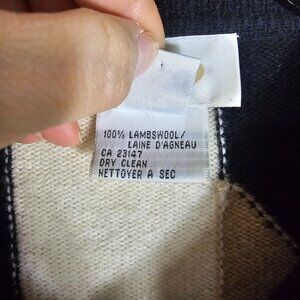 100% LAMBSWOOL/
LAINE D'AGNEAU
CA 23147
DRY CLEAN
NETTOYER A SEC